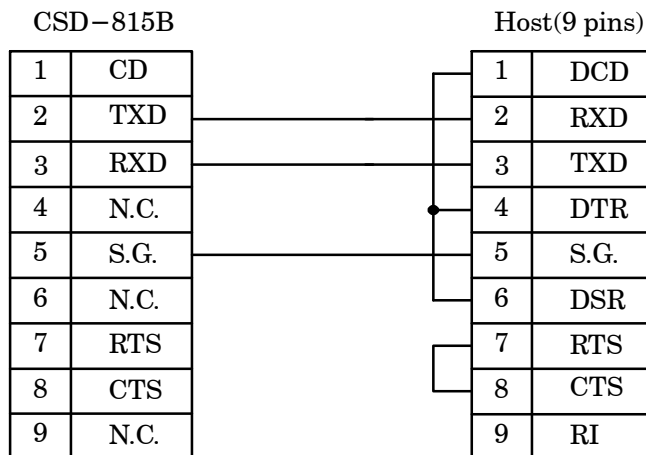 CSD-815B Host(9 pins)
1 CD 1 DCD
2 TXD 2 RXD
3 RXD 3 TXD
4 N.C. 4 DTR
5 S.G. 5 S.G.
6 N.C. 6 DSR
7 RTS 7 RTS
8 CTS 8 CTS
9 N.C. 9 RI